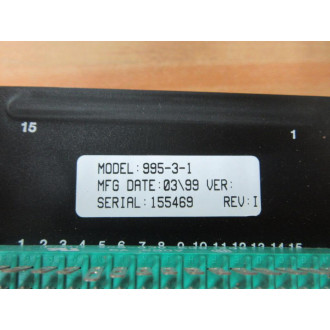 15 1
MODEL:995-3-1
MFG DATE:03\99 VER:
SERIAL:155469 REV:I
1 2 3 4 5 6 7 8 9 10 11 12 13 14 15